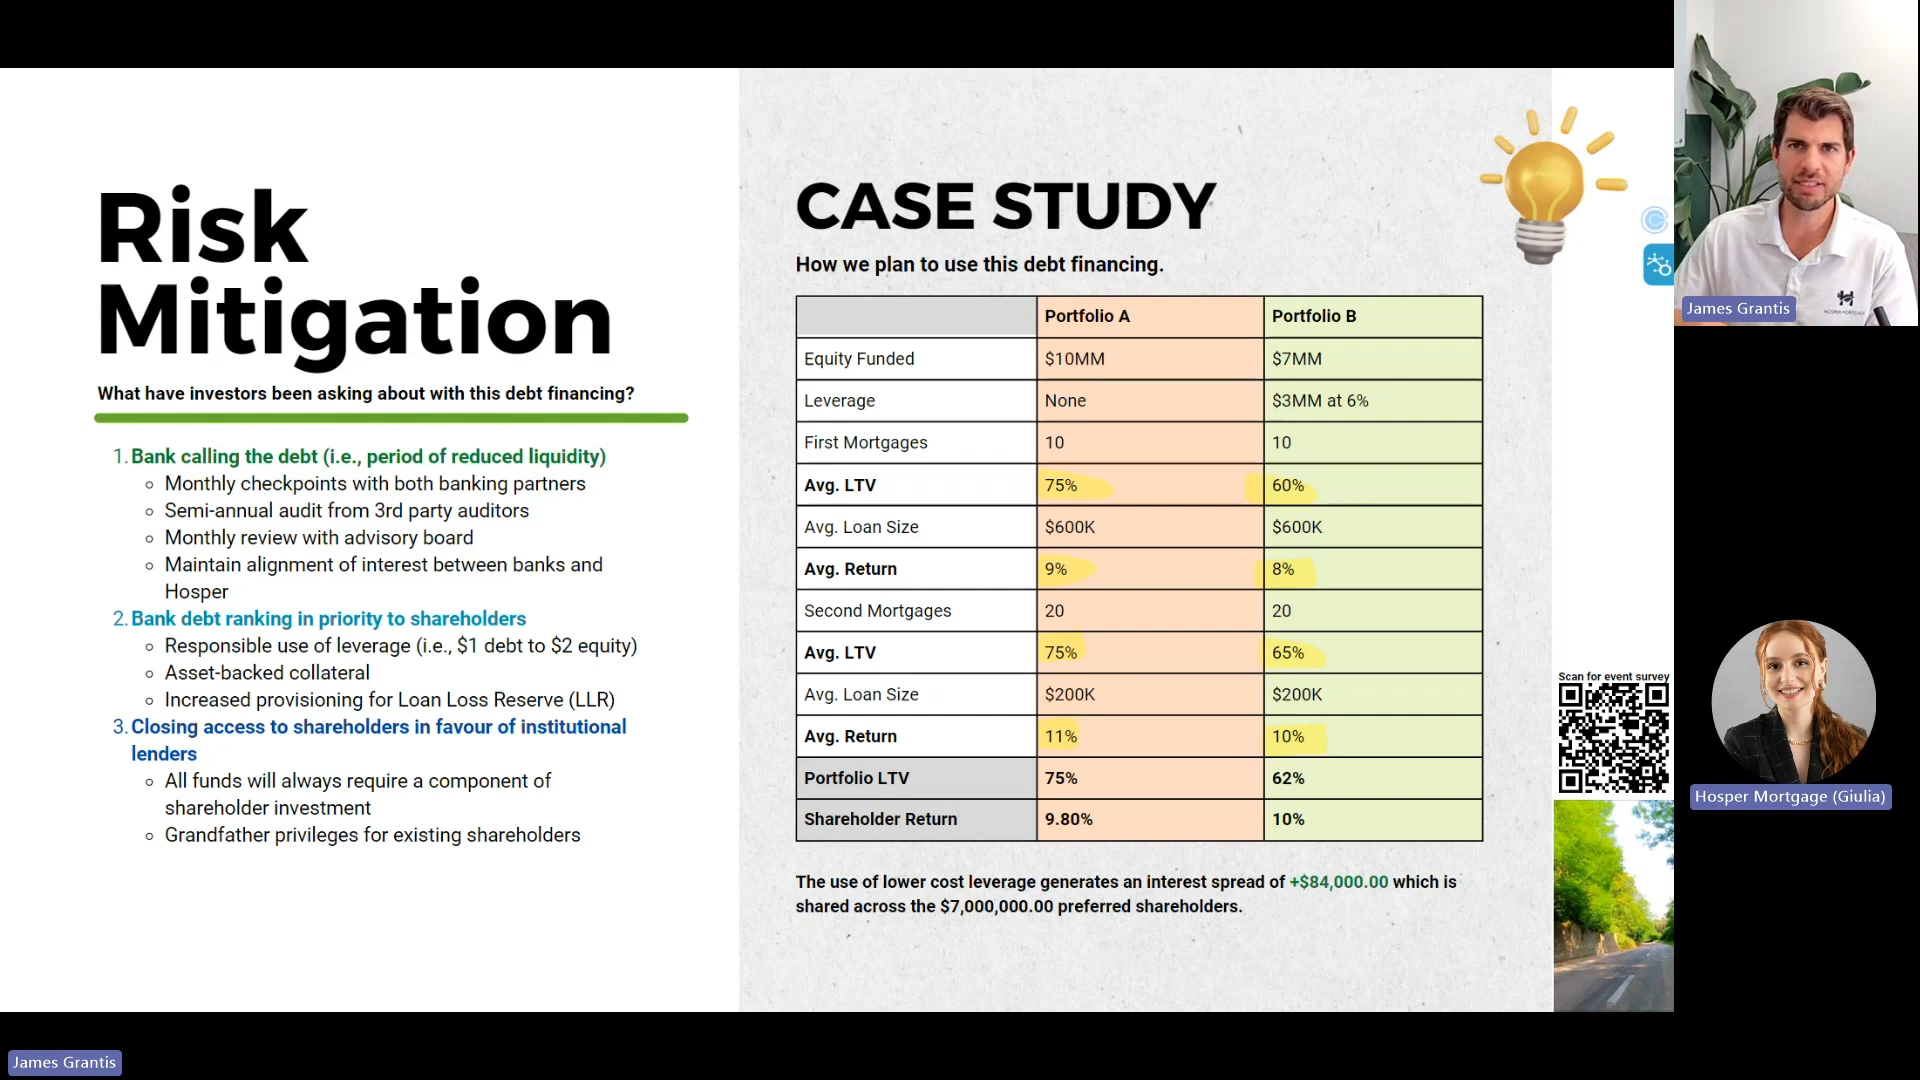 Risk
Mitigation
What have investors been asking about with this debt financing?
1. Bank calling the debt (i.e., period of reduced liquidity)
Monthly checkpoints with both banking partners
Semi-annual audit from 3rd party auditors
Monthly review with advisory board
Maintain alignment of interest between banks and
Hosper
2. Bank debt ranking in priority to shareholders
Responsible use of leverage (i.e., $1 debt to $2 equity)
Asset-backed collateral
Increased provisioning for Loan Loss Reserve (LLR)
3. Closing access to shareholders in favour of institutional
lenders
All funds will always require a component of
shareholder investment
Grandfather privileges for existing shareholders
CASE STUDY
How we plan to use this debt financing.
Portfolio A Portfolio B
Equity Funded $10MM $7MM
Leverage None $3MM at 6%
First Mortgages 10 10
Avg. LTV 75% 60%
Avg. Loan Size $600K $600K
Avg. Return 9% 8%
Second Mortgages 20 20
Avg. LTV 75% 65%
Avg. Loan Size $200K $200K
Avg. Return 11% 10%
Portfolio LTV 75% 62%
Shareholder Return 9.80% 10%
The use of lower cost leverage generates an interest spread of +$84,000.00 which is
shared across the $7,000,000.00 preferred shareholders.
Scan for event survey
James Grantis
HOSPER MORTGAGE
Hosper Mortgage (Giulia)
James Grantis